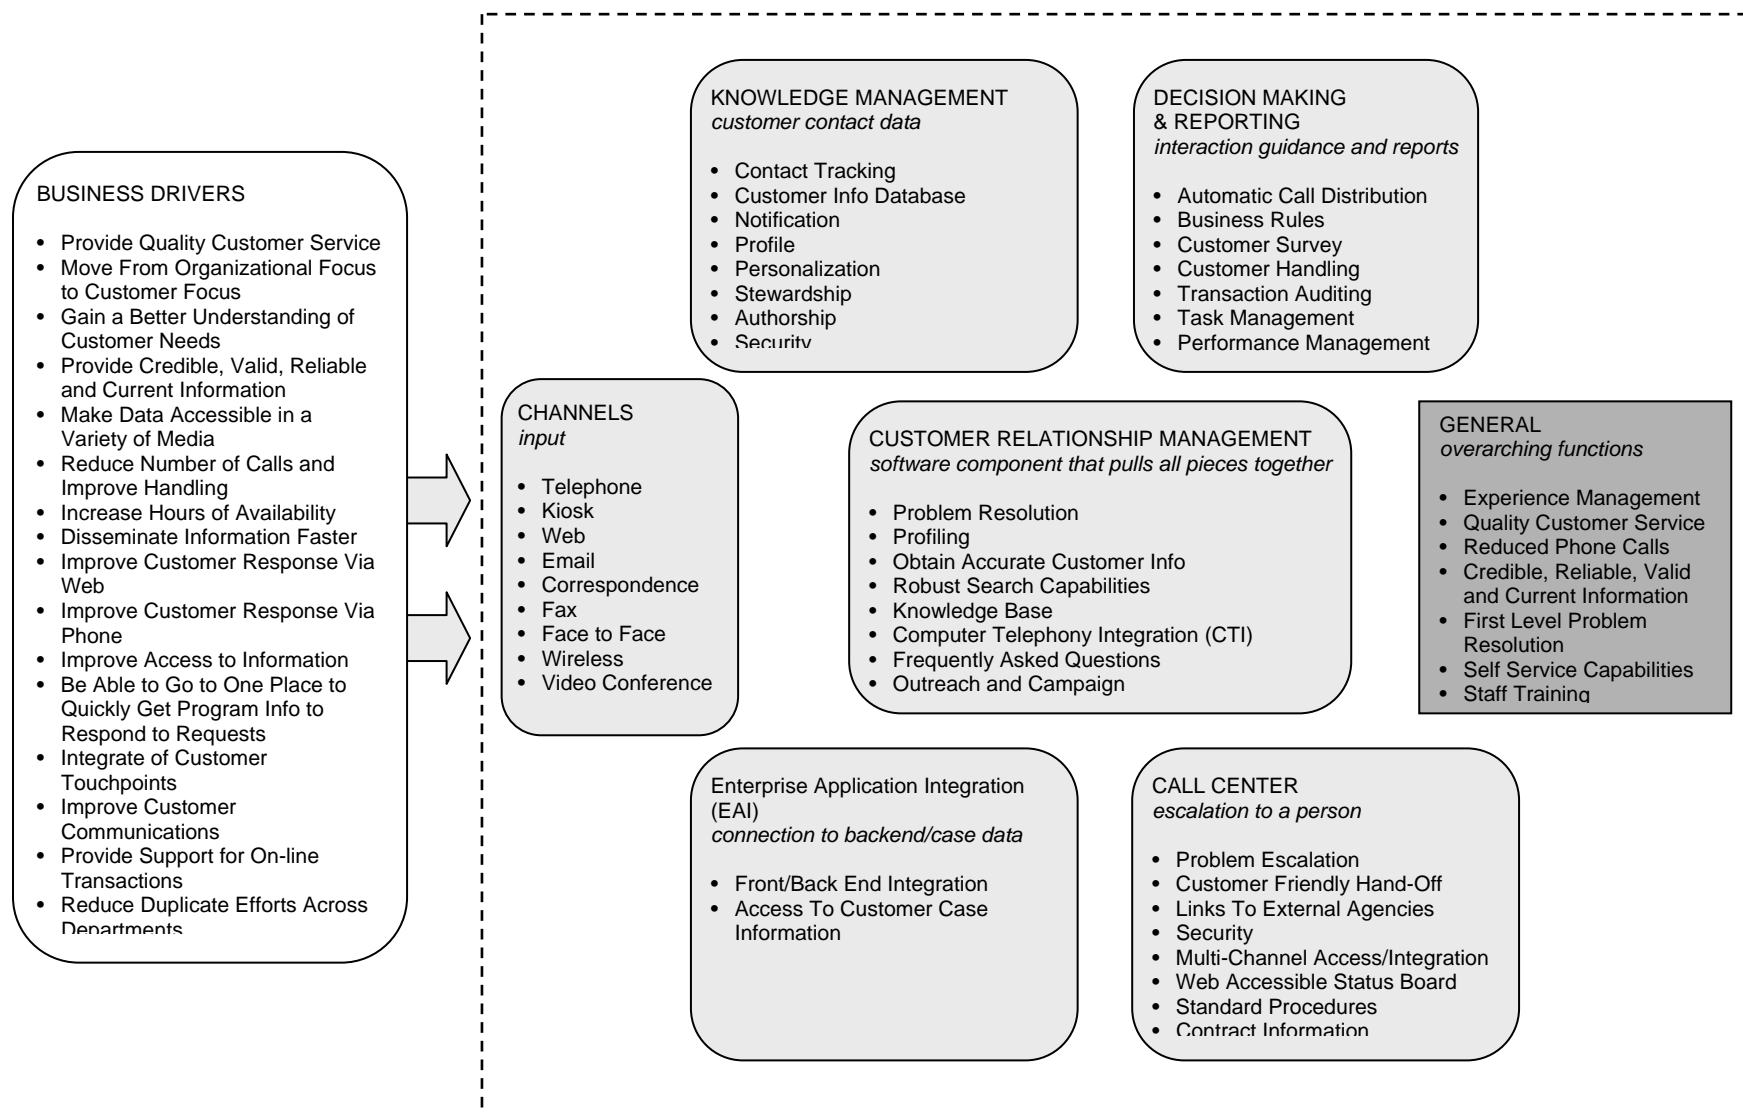 BUSINESS DRIVERS
• Provide Quality Customer Service
• Move From Organizational Focus
to Customer Focus
• Gain a Better Understanding of
Customer Needs
• Provide Credible, Valid, Reliable
and Current Information
• Make Data Accessible in a
Variety of Media
• Reduce Number of Calls and
Improve Handling
• Increase Hours of Availability
• Disseminate Information Faster
• Improve Customer Response Via
Web
• Improve Customer Response Via
Phone
• Improve Access to Information
• Be Able to Go to One Place to
Quickly Get Program Info to
Respond to Requests
• Integrate of Customer
Touchpoints
• Improve Customer
Communications
• Provide Support for On-line
Transactions
• Reduce Duplicate Efforts Across
Departments
KNOWLEDGE MANAGEMENT
customer contact data
• Contact Tracking
• Customer Info Database
• Notification
• Profile
• Personalization
• Stewardship
• Authorship
• Security
DECISION MAKING
& REPORTING
interaction guidance and reports
• Automatic Call Distribution
• Business Rules
• Customer Survey
• Customer Handling
• Transaction Auditing
• Task Management
• Performance Management
CHANNELS
input
• Telephone
• Kiosk
• Web
• Email
• Correspondence
• Fax
• Face to Face
• Wireless
• Video Conference
CUSTOMER RELATIONSHIP MANAGEMENT
software component that pulls all pieces together
• Problem Resolution
• Profiling
• Obtain Accurate Customer Info
• Robust Search Capabilities
• Knowledge Base
• Computer Telephony Integration (CTI)
• Frequently Asked Questions
• Outreach and Campaign
GENERAL
overarching functions
• Experience Management
• Quality Customer Service
• Reduced Phone Calls
• Credible, Reliable, Valid
and Current Information
• First Level Problem
Resolution
• Self Service Capabilities
• Staff Training
Enterprise Application Integration
(EAI)
connection to backend/case data
• Front/Back End Integration
• Access To Customer Case
Information
CALL CENTER
escalation to a person
• Problem Escalation
• Customer Friendly Hand-Off
• Links To External Agencies
• Security
• Multi-Channel Access/Integration
• Web Accessible Status Board
• Standard Procedures
• Contract Information